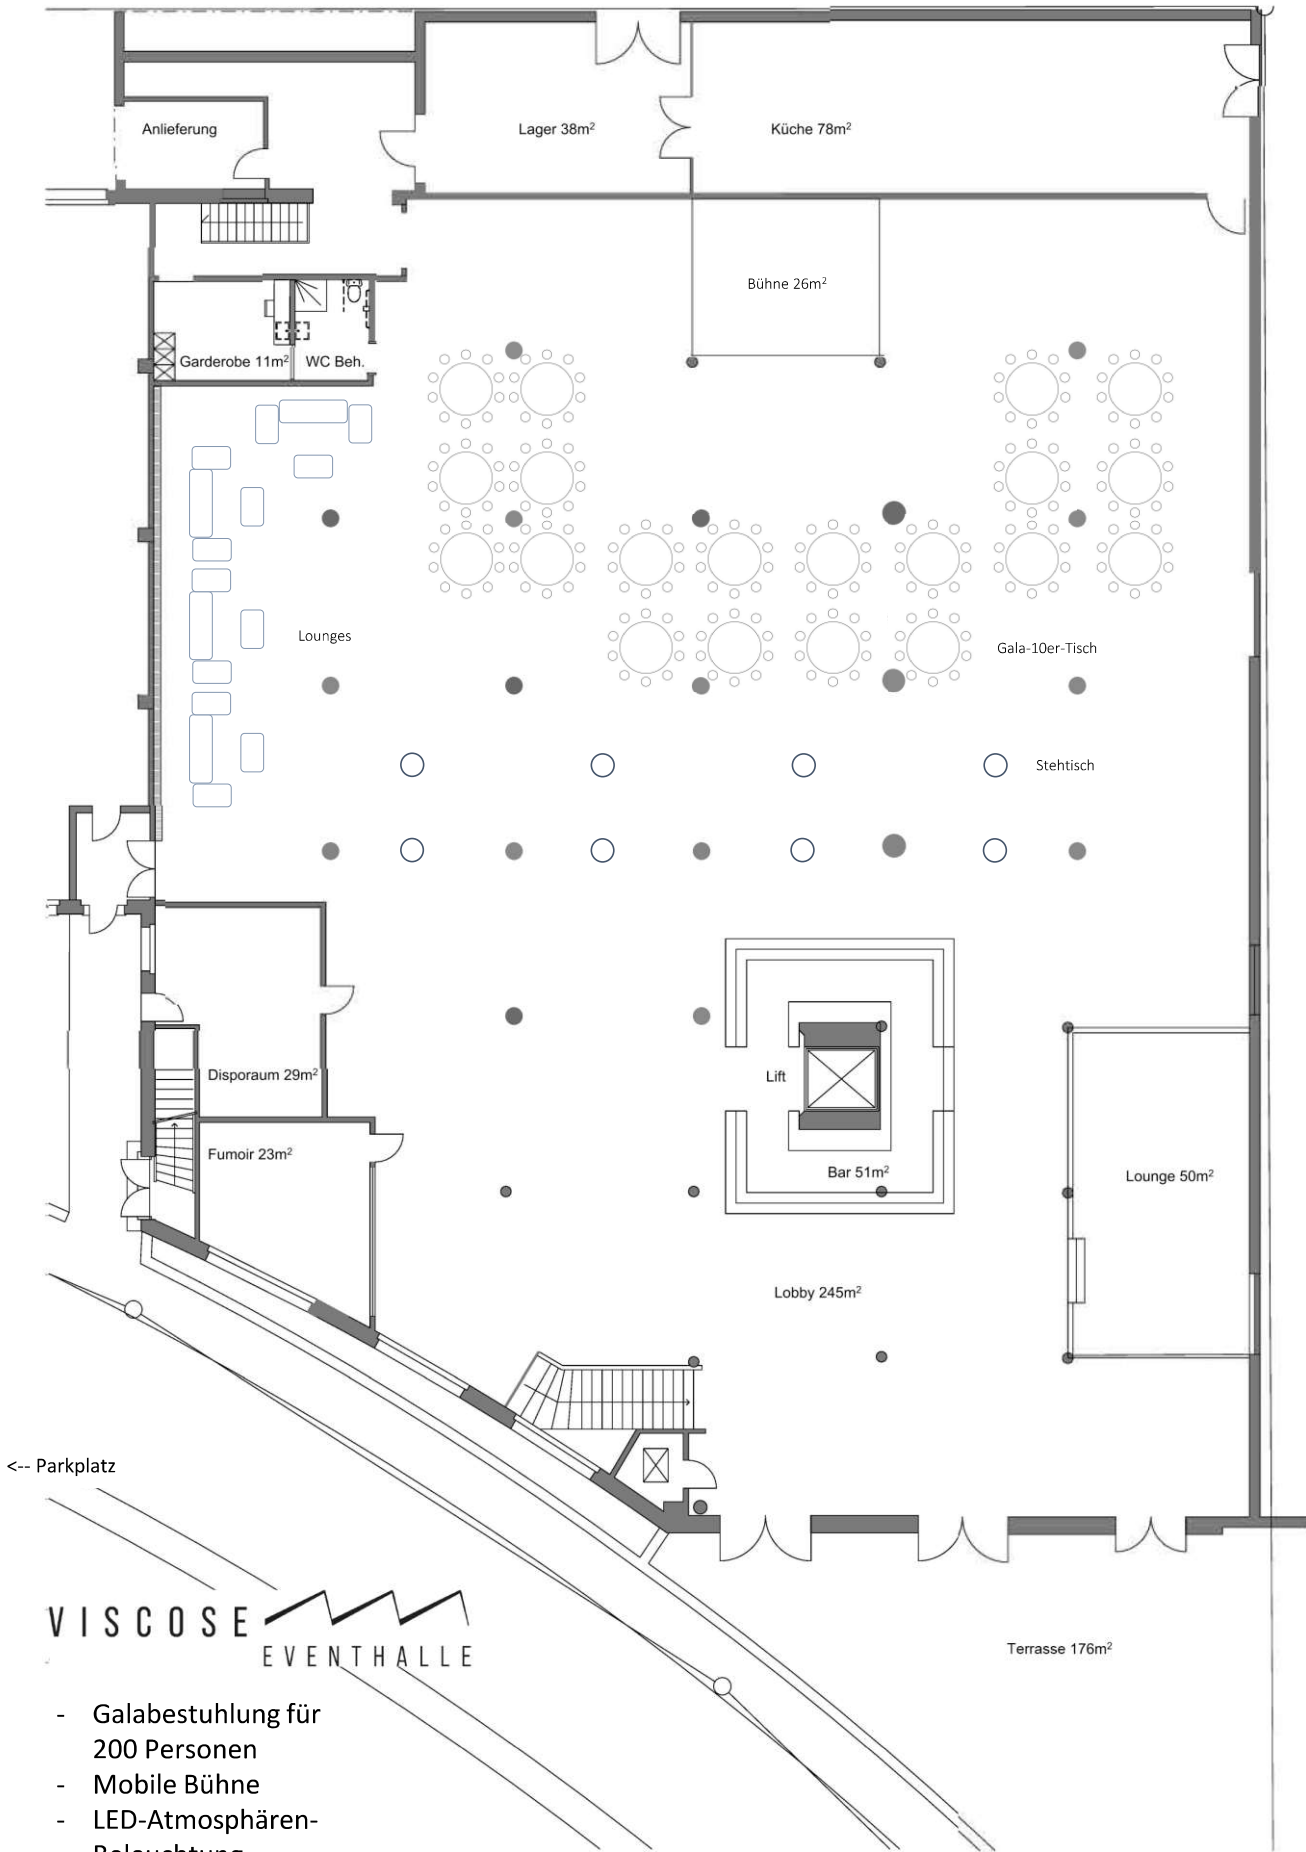 Anlieferung
Lager 38m²
Küche 78m²
Bühne 26m²
Garderobe 11m²
WC Beh.
Lounges
Gala-10er-Tisch
Stehtisch
Disporaum 29m²
Lift
Fumoir 23m²
Bar 51m²
Lounge 50m²
Lobby 245m²
<-- Parkplatz
VISCOSE
EVENTHALLE
Terrasse 176m²
- Galabestuhlung für
200 Personen
- Mobile Bühne
- LED-Atmosphären-
Beleuchtung